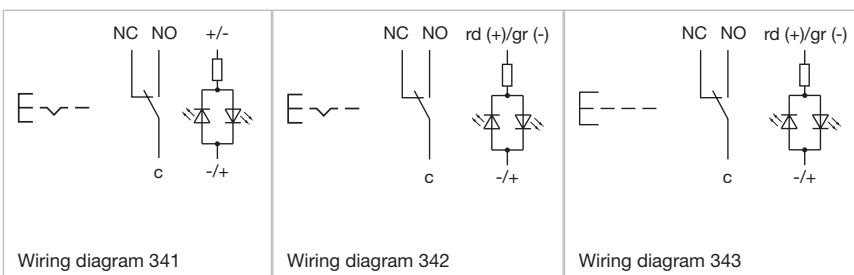 NC NO +/-
c -/+
Wiring diagram 341
NC NO rd (+)/gr (-)
c -/+
Wiring diagram 342
NC NO rd (+)/gr (-)
c -/+
Wiring diagram 343